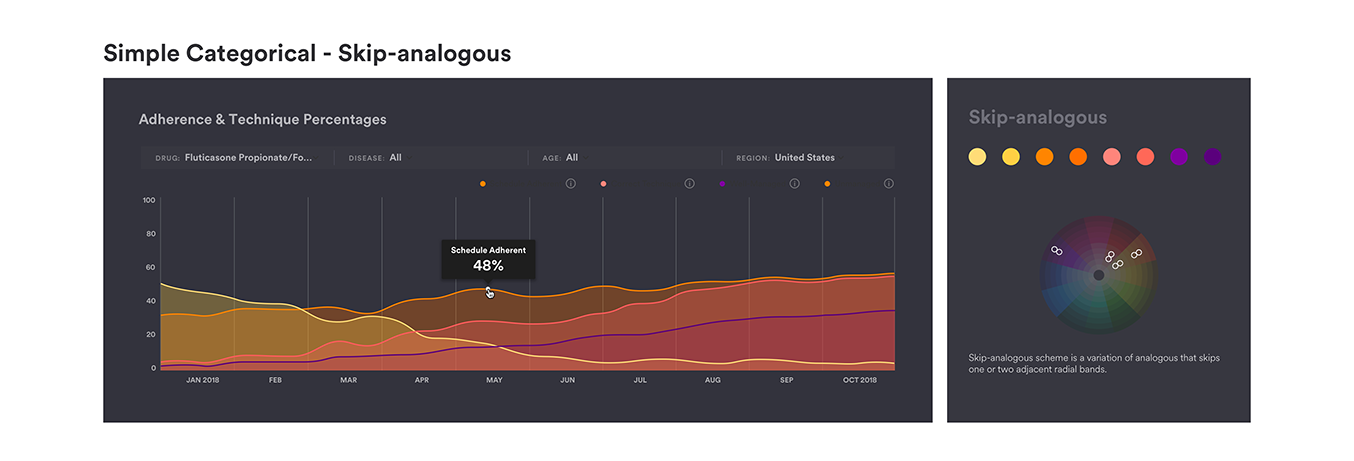 Simple Categorical - Skip-analogous
Adherence & Technique Percentages
DRUG: Fluticasone Propionate/Fo...
DISEASE: All
AGE: All
REGION: United States
100
80
60
40
20
0
Schedule Adherent
48%
JAN 2018
FEB
MAR
APR
MAY
JUN
JUL
AUG
SEP
OCT 2018
Skip-analogous
Skip-analogous scheme is a variation of analogous that skips
one or two adjacent radial bands.